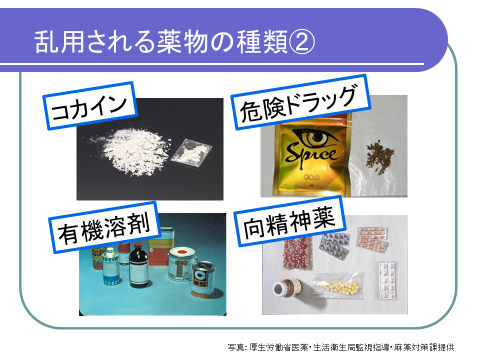 乱用される薬物の種類②
コカイン
危険ドラッグ
Spice
GOLD
有機溶剤
向精神薬
写真：厚生労働省医薬・生活衛生局監視指導・麻薬対策課提供